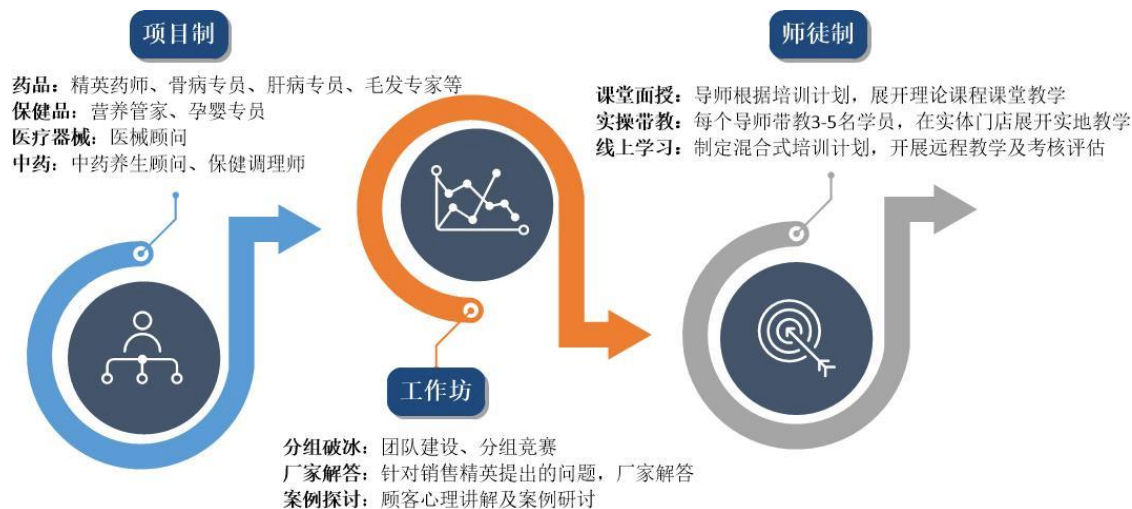 项目制
药品：精英药师、骨病专员、肝病专员、毛发专家等
保健品：营养管家、孕婴专员
医疗器械：医械顾问
中药：中药养生顾问、保健调理师
工作坊
分组破冰：团队建设、分组竞赛
厂家解答：针对销售精英提出的问题，厂家解答
案例探讨：顾客心理讲解及案例研讨
师徒制
课堂面授：导师根据培训计划，展开理论课程课堂教学
实操带教：每个导师带教3-5名学员，在实体门店展开实地教学
线上学习：制定混合式培训计划，开展远程教学及考核评估